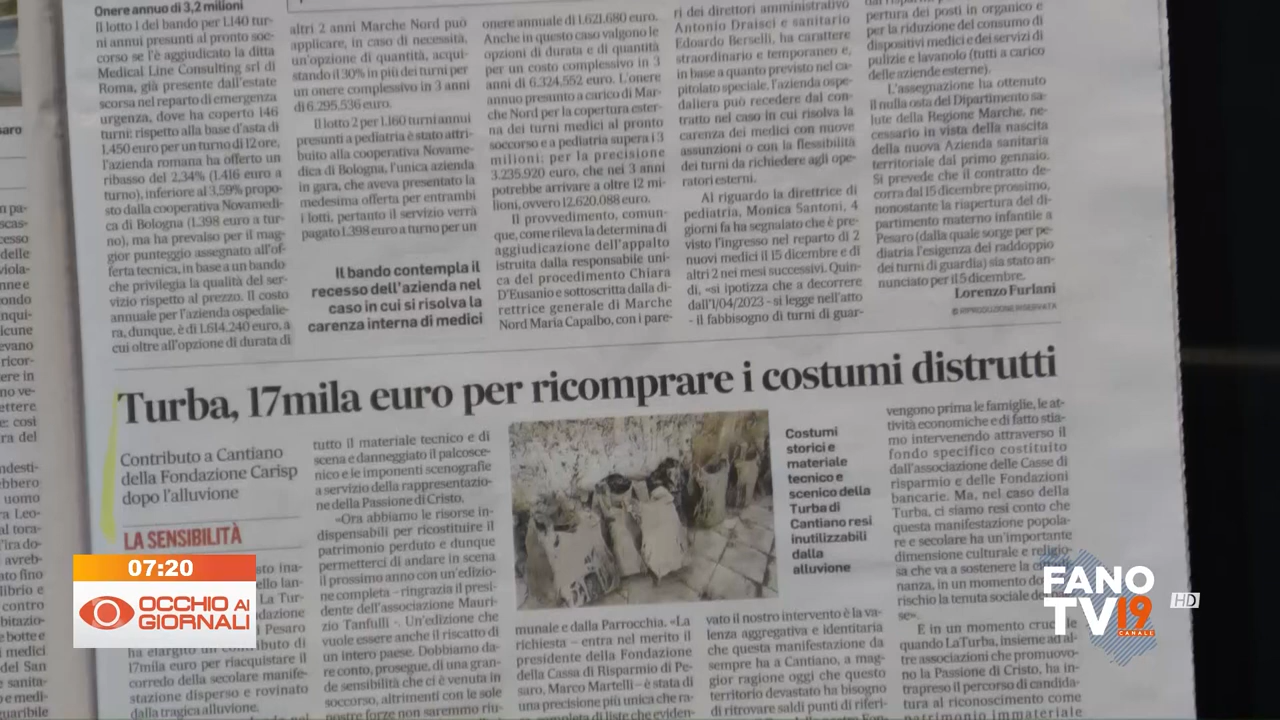 Onere annuo di 3,2 milioni
Il lotto 1 del bando per 1.140 tur-
ni annui presunti al pronto soc-
corso se l'è aggiudicato la ditta
Medical Line Consulting srl di
Roma, già presente dall'estate
scorsa nel reparto di emergenza
urgenza, dove ha coperto 146
turni: rispetto alla base d'asta di
1.450 euro per un turno di 12 ore,
l'azienda romana ha offerto un
ribasso del 2,34% (1.416 euro a
turno), inferiore al 3,59% propo-
sto dalla cooperativa Novamedi-
ca di Bologna (1.398 euro a tur-
no), ma ha prevalso per il mag-
gior punteggio assegnato all'of-
ferta tecnica, in base a un bando
che privilegia la qualità del ser-
vizio rispetto al prezzo. Il costo
annuale per l'azienda ospedalie-
ra, dunque, è di 1.614.240 euro, a
cui oltre all'opzione di durata di
altri 2 anni Marche Nord può
applicare, in caso di necessità,
un'opzione di quantità, acqui-
stando il 30% in più dei turni per
un onere complessivo in 3 anni
di 6.295.536 euro.
Il lotto 2 per 1.160 turni annui
presunti a pediatria è stato attri-
buito alla cooperativa Novame-
dica di Bologna, l'unica azienda
in gara, che aveva presentato la
medesima offerta per entrambi
i lotti, pertanto il servizio verrà
pagato 1.398 euro a turno per un
Il bando contempla il
recesso dell'azienda nel
caso in cui si risolva la
carenza interna di medici
onere annuale di 1.621.680 euro.
Anche in questo caso valgono le
opzioni di durata e di quantità
per un costo complessivo in 3
anni di 6.324.552 euro. L'onere
annuo presunto a carico di Mar-
che Nord per la copertura ester-
na dei turni medici al pronto
soccorso e a pediatria supera i 3
milioni: per la precisione
3.235.920 euro, che nei 3 anni
potrebbe arrivare a oltre 12 mi-
lioni, ovvero 12.620.088 euro.
Il provvedimento, comun-
que, come rileva la determina di
aggiudicazione dell'appalto
istruita dalla responsabile uni-
ca del procedimento Chiara
D'Eusanio e sottoscritta dalla di-
rettrice generale di Marche
Nord Maria Capalbo, con i pare-
ri dei direttori amministrativo
Antonio Draisci e sanitario
Edoardo Berselli, ha carattere
straordinario e temporaneo e,
in base a quanto previsto nel ca-
pitolato speciale, l'azienda ospe-
daliera può recedere dal con-
tratto nel caso in cui risolva la
carenza dei medici con nuove
assunzioni o con la flessibilità
dei turni da richiedere agli ope-
ratori esterni.
Al riguardo la direttrice di
pediatria, Monica Santoni, 4
giorni fa ha segnalato che è pre-
visto l'ingresso nel reparto di 2
nuovi medici il 15 dicembre e di
altri 2 nei mesi successivi. Quin-
di, «si ipotizza che a decorrere
dall'1/04/2023 - si legge nell'atto
- il fabbisogno di turni di guar-
pertura dei posti in organico e
per la riduzione del consumo di
dispositivi medici e dei servizi di
pulizie e lavanolo (tutti a carico
delle aziende esterne).
L'assegnazione ha ottenuto
il nulla osta del Dipartimento sa-
lute della Regione Marche, ne-
cessario in vista della nascita
della nuova Azienda sanitaria
territoriale dal primo gennaio.
Si prevede che il contratto de-
corra dal 15 dicembre prossimo,
nonostante la riapertura del di-
partimento materno infantile a
Pesaro (dalla quale sorge per pe-
diatria l'esigenza del raddoppio
dei turni di guardia) sia stato an-
nunciato per il 5 dicembre.
Lorenzo Furlani
© RIPRODUZIONE RISERVATA
Turba, 17mila euro per ricomprare i costumi distrutti
Contributo a Cantiano
della Fondazione Carisp
dopo l'alluvione
LA SENSIBILITÀ
17mila euro per riacquistare il
corredo della secolare manife-
stazione disperso e rovinato
dalla tragica alluvione.
tutto il materiale tecnico e di
scena e danneggiato il palcosce-
nico e le imponenti scenografie
a servizio della rappresentazio-
ne della Passione di Cristo.
«Ora abbiamo le risorse in-
dispensabili per ricostituire il
patrimonio perduto e dunque
permetterci di andare in scena
il prossimo anno con un'edizio-
ne completa - ringrazia il presi-
dente dell'associazione Mauri-
zio Tanfulli -. Un'edizione che
vuole essere anche il riscatto di
un intero paese. Dobbiamo da-
re conto, prosegue, di una gran-
de sensibilità che ci è venuta in
soccorso, altrimenti con le sole
nostre forze non saremmo riu-
Costumi
storici e
materiale
tecnico e
scenico della
Turba di
Cantiano resi
inutilizzabili
dalla
alluvione
munale e dalla Parrocchia. «La
richiesta - entra nel merito il
presidente della Fondazione
della Cassa di Risparmio di Pe-
saro, Marco Martelli - è stata di
una precisione più unica che ra-
vato il nostro intervento è la va-
lenza aggregativa e identitaria
che questa manifestazione da
sempre ha a Cantiano, a mag-
gior ragione oggi che questo
territorio devastato ha bisogno
di ritrovare saldi punti di riferi-
vengono prima le famiglie, le at-
tività economiche e di fatto stia-
mo intervenendo attraverso il
fondo specifico costituito
dall'associazione delle Casse di
risparmio e delle Fondazioni
bancarie. Ma, nel caso della
Turba, ci siamo resi conto che
questa manifestazione popola-
re e secolare ha un'importante
dimensione culturale e religio-
sa che va a sostenere la
nanza, in un momento
rischio la tenuta sociale
se».
E in un momento
quando La Turba, insieme
tre associazioni che promuovo-
no la Passione di Cristo, ha in-
trapreso il percorso di candida-
tura al riconoscimento come
patrimonio immateriale
07:20
OCCHIO AI
GIORNALI
FANO
TV 19
CANALE
HD